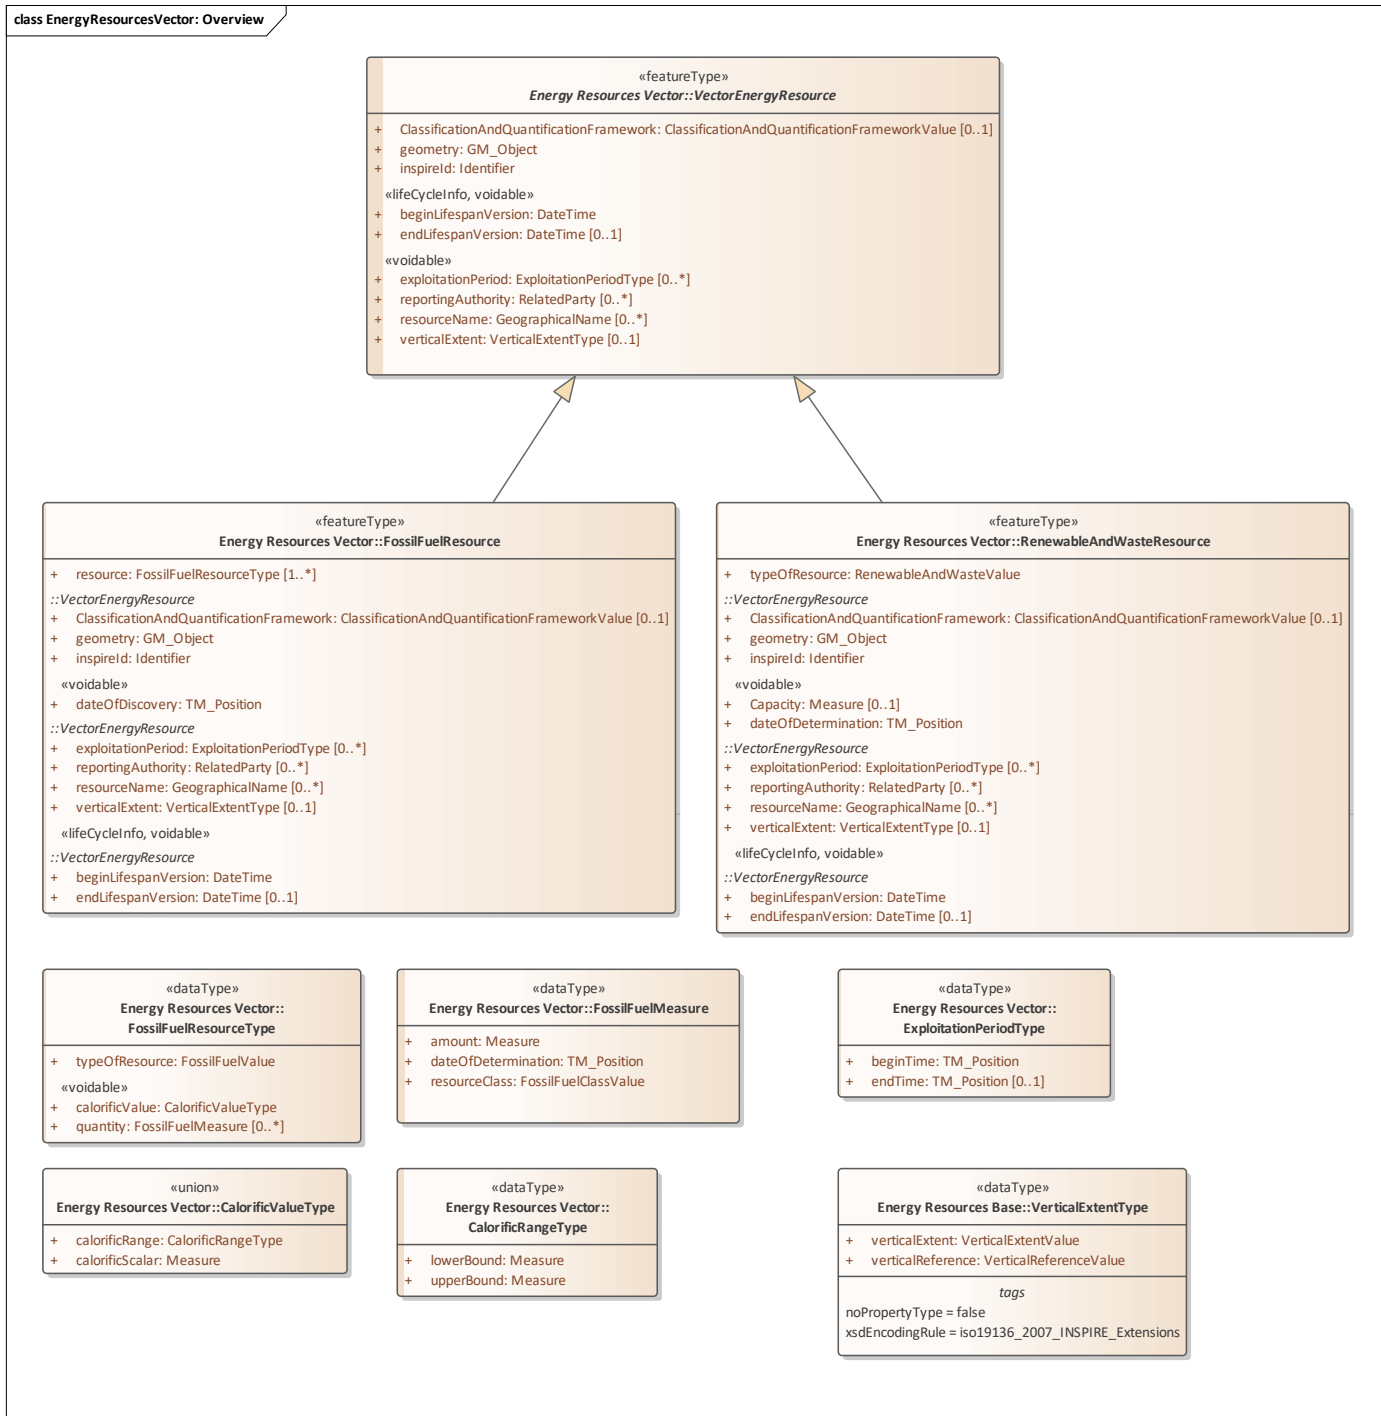 class EnergyResourcesVector: Overview
«featureType»
Energy Resources Vector::VectorEnergyResource
+ ClassificationAndQuantificationFramework: ClassificationAndQuantificationFrameworkValue [0..1]
+ geometry: GM_Object
+ inspireId: Identifier
«lifeCycleInfo, voidable»
+ beginLifespanVersion: DateTime
+ endLifespanVersion: DateTime [0..1]
«voidable»
+ exploitationPeriod: ExploitationPeriodType [0..*]
+ reportingAuthority: RelatedParty [0..*]
+ resourceName: GeographicalName [0..*]
+ verticalExtent: VerticalExtentType [0..1]
«featureType»
Energy Resources Vector::FossilFuelResource
+ resource: FossilFuelResourceType [1..*]
::VectorEnergyResource
+ ClassificationAndQuantificationFramework: ClassificationAndQuantificationFrameworkValue [0..1]
+ geometry: GM_Object
+ inspireId: Identifier
«voidable»
+ dateOfDiscovery: TM_Position
::VectorEnergyResource
+ exploitationPeriod: ExploitationPeriodType [0..*]
+ reportingAuthority: RelatedParty [0..*]
+ resourceName: GeographicalName [0..*]
+ verticalExtent: VerticalExtentType [0..1]
«lifeCycleInfo, voidable»
::VectorEnergyResource
+ beginLifespanVersion: DateTime
+ endLifespanVersion: DateTime [0..1]
«featureType»
Energy Resources Vector::RenewableAndWasteResource
+ typeOfResource: RenewableAndWasteValue
::VectorEnergyResource
+ ClassificationAndQuantificationFramework: ClassificationAndQuantificationFrameworkValue [0..1]
+ geometry: GM_Object
+ inspireId: Identifier
«voidable»
+ Capacity: Measure [0..1]
+ dateOfDetermination: TM_Position
::VectorEnergyResource
+ exploitationPeriod: ExploitationPeriodType [0..*]
+ reportingAuthority: RelatedParty [0..*]
+ resourceName: GeographicalName [0..*]
+ verticalExtent: VerticalExtentType [0..1]
«lifeCycleInfo, voidable»
::VectorEnergyResource
+ beginLifespanVersion: DateTime
+ endLifespanVersion: DateTime [0..1]
«dataType»
Energy Resources Vector::
FossilFuelResourceType
+ typeOfResource: FossilFuelValue
«voidable»
+ calorificValue: CalorificValueType
+ quantity: FossilFuelMeasure [0..*]
«dataType»
Energy Resources Vector::FossilFuelMeasure
+ amount: Measure
+ dateOfDetermination: TM_Position
+ resourceClass: FossilFuelClassValue
«dataType»
Energy Resources Vector::
ExploitationPeriodType
+ beginTime: TM_Position
+ endTime: TM_Position [0..1]
«union»
Energy Resources Vector::CalorificValueType
+ calorificRange: CalorificRangeType
+ calorificScalar: Measure
«dataType»
Energy Resources Vector::
CalorificRangeType
+ lowerBound: Measure
+ upperBound: Measure
«dataType»
Energy Resources Base::VerticalExtentType
+ verticalExtent: VerticalExtentValue
+ verticalReference: VerticalReferenceValue
tags
noPropertyType = false
xsdEncodingRule = iso19136_2007_INSPIRE_Extensions